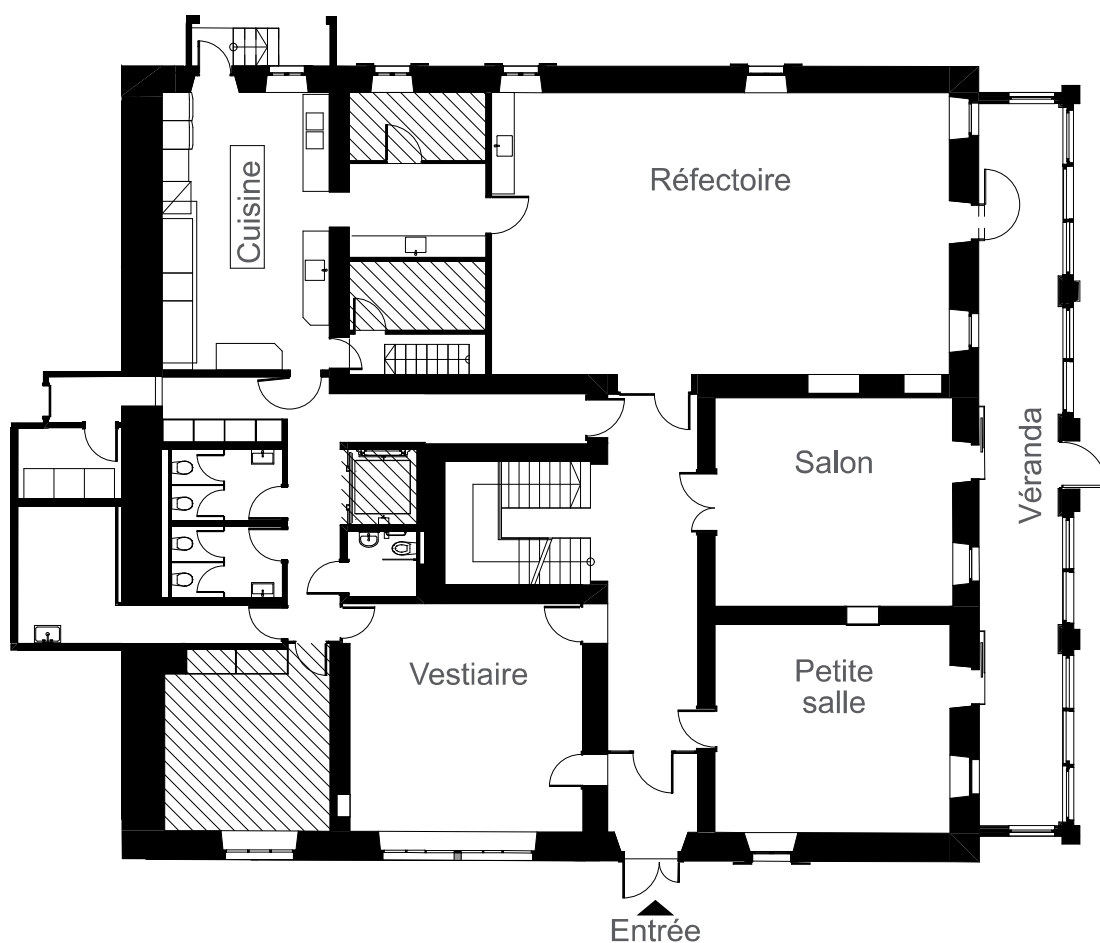 Cuisine
Réfectoire
Salon
Véranda
Vestiaire
Petite
salle
Entrée